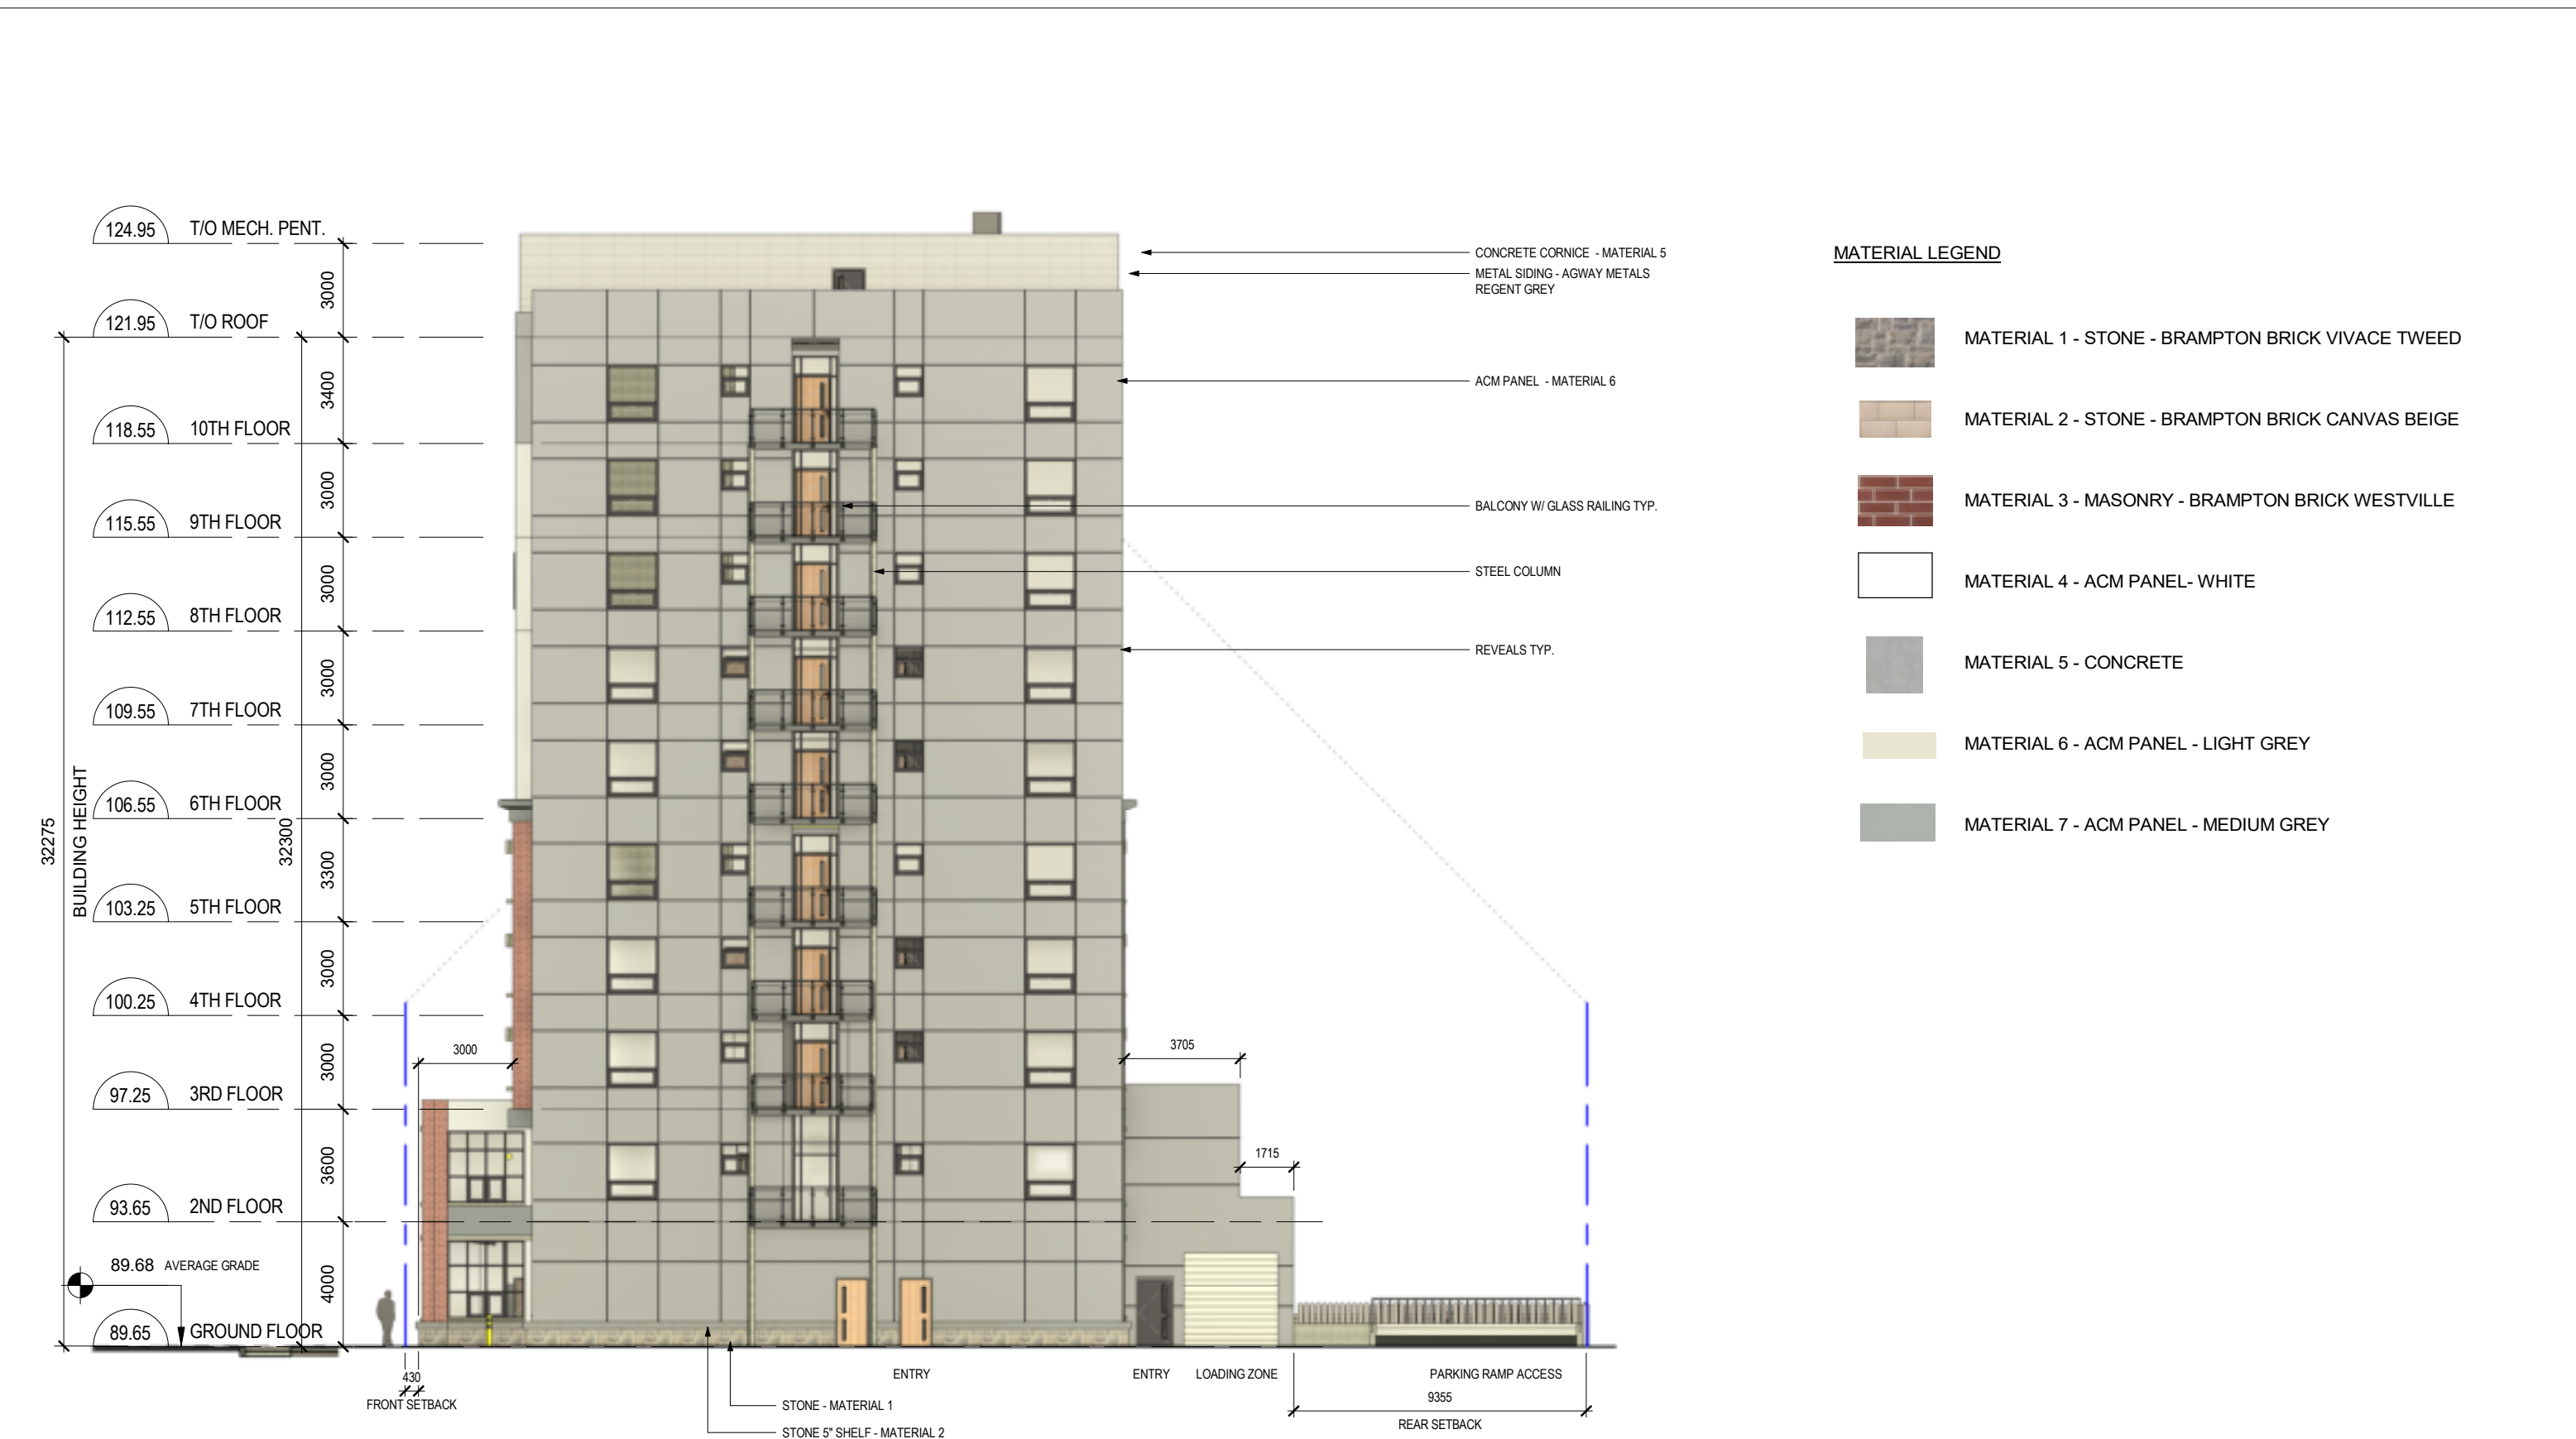 124.95 T/O MECH. PENT.
3000
121.95 T/O ROOF
3400
118.55 10TH FLOOR
3000
115.55 9TH FLOOR
3000
112.55 8TH FLOOR
3000
109.55 7TH FLOOR
3000
106.55 6TH FLOOR
3300
103.25 5TH FLOOR
3000
100.25 4TH FLOOR
3000
97.25 3RD FLOOR
3600
93.65 2ND FLOOR
4000
89.68 AVERAGE GRADE
89.65 GROUND FLOOR
32275
BUILDING HEIGHT
32300
3000
3705
1715
430
FRONT SETBACK
ENTRY
ENTRY
LOADING ZONE
PARKING RAMP ACCESS
9355
REAR SETBACK
STONE - MATERIAL 1
STONE 5" SHELF - MATERIAL 2
CONCRETE CORNICE - MATERIAL 5
METAL SIDING - AGWAY METALS
REGENT GREY
ACM PANEL - MATERIAL 6
BALCONY W/ GLASS RAILING TYP.
STEEL COLUMN
REVEALS TYP.
MATERIAL LEGEND
MATERIAL 1 - STONE - BRAMPTON BRICK VIVACE TWEED
MATERIAL 2 - STONE - BRAMPTON BRICK CANVAS BEIGE
MATERIAL 3 - MASONRY - BRAMPTON BRICK WESTVILLE
MATERIAL 4 - ACM PANEL- WHITE
MATERIAL 5 - CONCRETE
MATERIAL 6 - ACM PANEL - LIGHT GREY
MATERIAL 7 - ACM PANEL - MEDIUM GREY